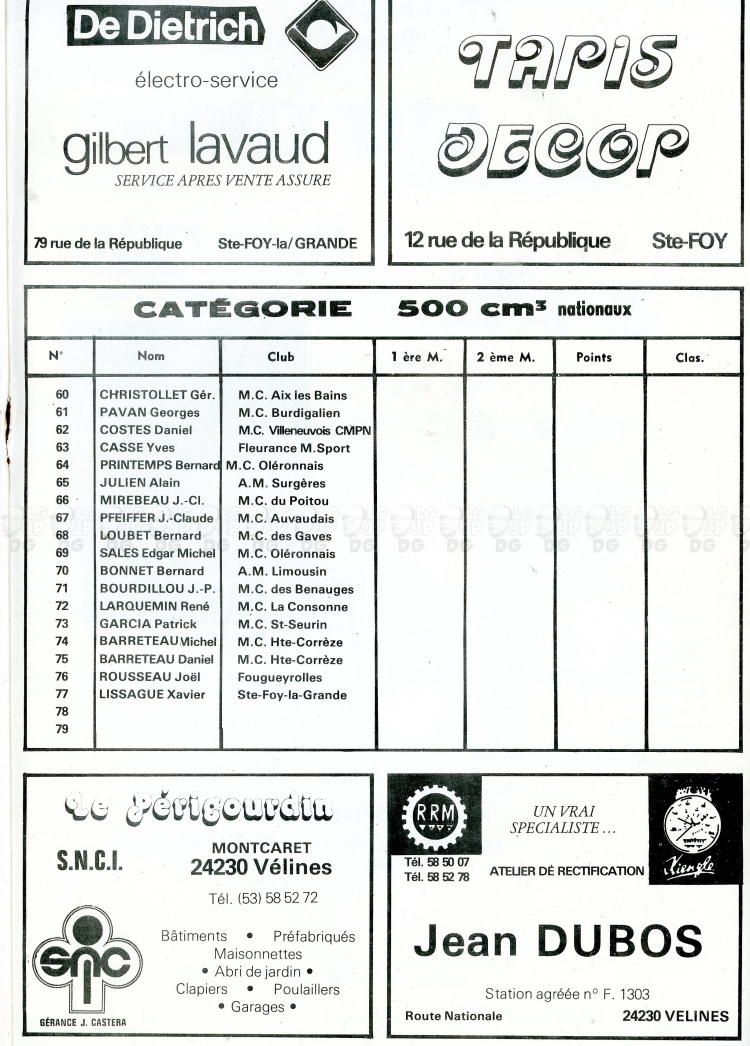 De Dietrich
électro-service
gilbert lavaud
SERVICE APRES VENTE ASSURE
79 rue de la République Ste-FOY-la/GRANDE
TAPIS
DECOR
12 rue de la République Ste-FOY
CATÉGORIE 500 cm³ nationaux
N° Nom Club 1 ère M. 2 ème M. Points Clas.
60 CHRISTOLLET Gér. M.C. Aix les Bains
61 PAVAN Georges M.C. Burdigalien
62 COSTES Daniel M.C. Villeneuvois CMPN
63 CASSE Yves Fleurance M.Sport
64 PRINTEMPS Bernard M.C. Oléronnais
65 JULIEN Alain A.M. Surgères
66 MIREBEAU J.-Cl. M.C. du Poitou
67 PFEIFFER J.-Claude M.C. Auvaudais
68 LOUBET Bernard M.C. des Gaves
69 SALES Edgar Michel M.C. Oléronnais
70 BONNET Bernard A.M. Limousin
71 BOURDILLOU J.-P. M.C. des Benauges
72 LARQUEMIN René M.C. La Consonne
73 GARCIA Patrick M.C. St-Seurin
74 BARRETEAU Michel M.C. Hte-Corrèze
75 BARRETEAU Daniel M.C. Hte-Corrèze
76 ROUSSEAU Joël Fougueyrolles
77 LISSAGUE Xavier Ste-Foy-la-Grande
78
79
Le Périgourdin
S.N.C.I.
MONTCARET
24230 Vélines
Tél. (53) 58 52 72
snc
Bâtiments • Préfabriqués
Maisonnettes
• Abri de jardin •
Clapiers • Poulaillers
• Garages •
GÉRANCE J. CASTERA
RRM
Tél. 58 50 07
Tél. 58 52 78
UN VRAI
SPECIALISTE...
ATELIER DE RECTIFICATION
Jean DUBOS
Station agréée n° F. 1303
Route Nationale 24230 VELINES